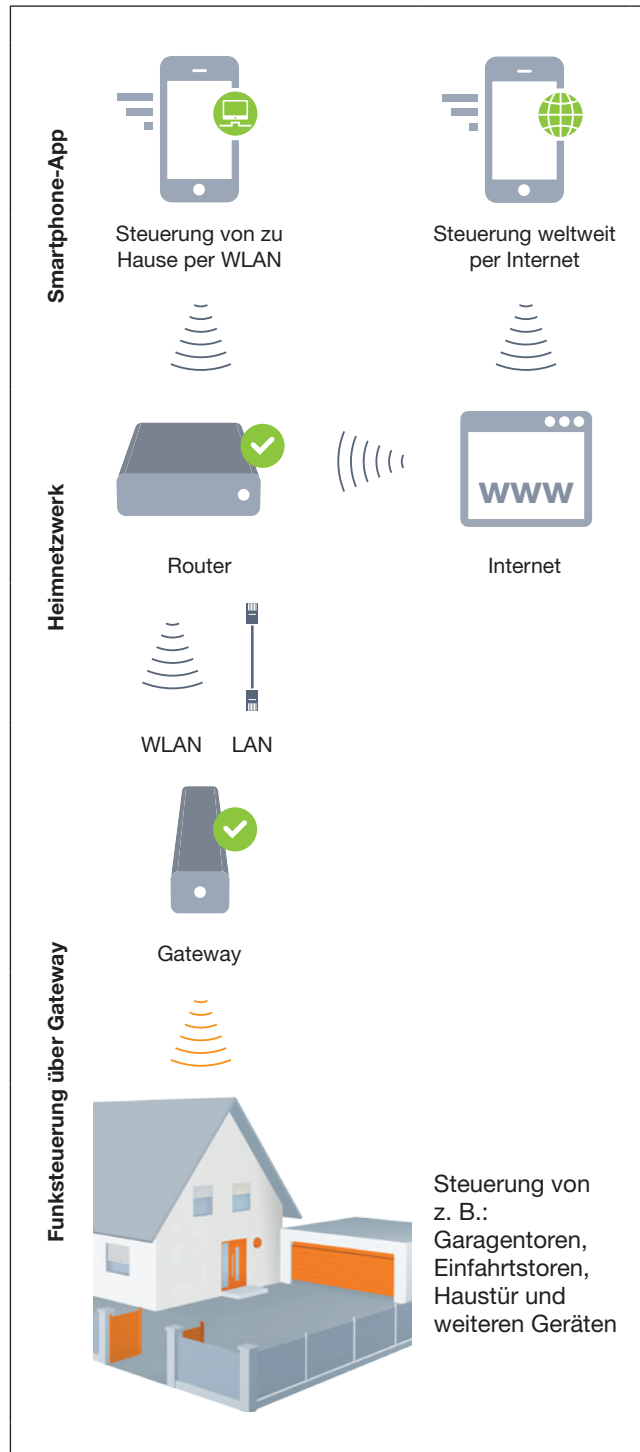 Smartphone-App
Steuerung von zu
Hause per WLAN
Steuerung weltweit
per Internet
Heimnetzwerk
www
Router
Internet
WLAN
LAN
Funksteuerung über Gateway
Gateway
Steuerung von
z. B.:
Garagentoren,
Einfahrtstoren,
Haustür und
weiteren Geräten